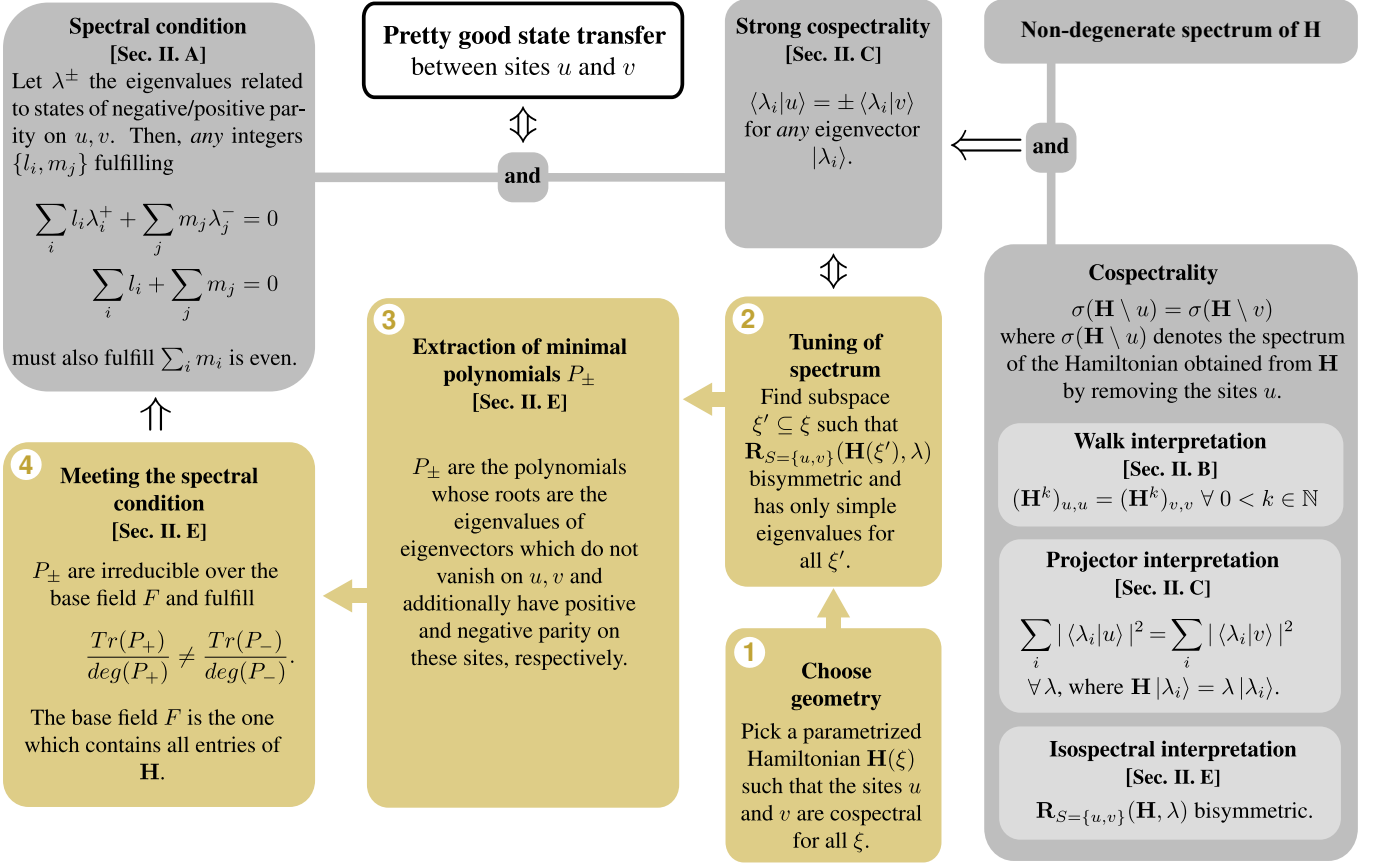 Spectral condition
[Sec. II. A]
Let λ± the eigenvalues related
to states of negative/positive par-
ity on u, v. Then, any integers
{l_i, m_j} fulfilling
∑_i l_i λ_i^+ + ∑_j m_j λ_j^- = 0
∑_i l_i + ∑_j m_j = 0
must also fulfill ∑_i m_i is even.
Pretty good state transfer
between sites u and v
⇕
and
Strong cospectrality
[Sec. II. C]
⟨λ_i|u⟩ = ± ⟨λ_i|v⟩
for any eigenvector
|λ_i⟩.
⇐
Non-degenerate spectrum of H
and
Cospectrality
σ(H \ u) = σ(H \ v)
where σ(H \ u) denotes the spectrum
of the Hamiltonian obtained from H
by removing the sites u.
Walk interpretation
[Sec. II. B]
(H^k)_{u,u} = (H^k)_{v,v} ∀ 0 < k ∈ ℕ
Projector interpretation
[Sec. II. C]
∑_i | ⟨λ_i|u⟩ |² = ∑_i | ⟨λ_i|v⟩ |²
∀ λ, where H |λ_i⟩ = λ |λ_i⟩.
Isospectral interpretation
[Sec. II. E]
R_{S={u,v}}(H, λ) bisymmetric.
1
Choose
geometry
Pick a parametrized
Hamiltonian H(ξ)
such that the sites u
and v are cospectral
for all ξ.
⇕
2
Tuning of
spectrum
Find subspace
ξ′ ⊆ ξ such that
R_{S={u,v}}(H(ξ′), λ)
bisymmetric and
has only simple
eigenvalues for
all ξ′.
3
Extraction of minimal
polynomials P_±
[Sec. II. E]
P_± are the polynomials
whose roots are the
eigenvalues of
eigenvectors which do not
vanish on u, v and
additionally have positive
and negative parity on
these sites, respectively.
⇑
4
Meeting the spectral
condition
[Sec. II. E]
P_± are irreducible over the
base field F and fulfill
Tr(P_+)/deg(P_+) ≠ Tr(P_-)/deg(P_-).
The base field F is the one
which contains all entries of
H.